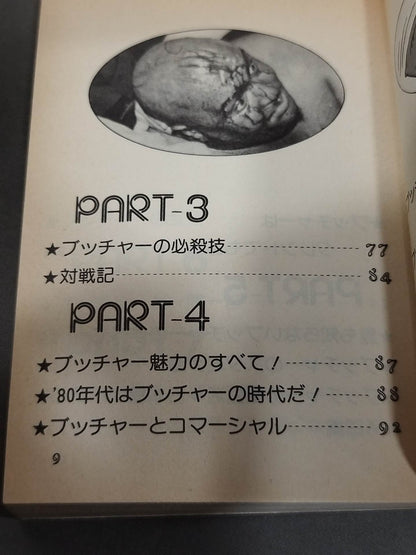 PART-3
★ブッチャーの必殺技 77
★対戦記 84
PART-4
★ブッチャー魅力のすべて! 87
★'80年代はブッチャーの時代だ! 88
★ブッチャーとコマーシャル 92
9